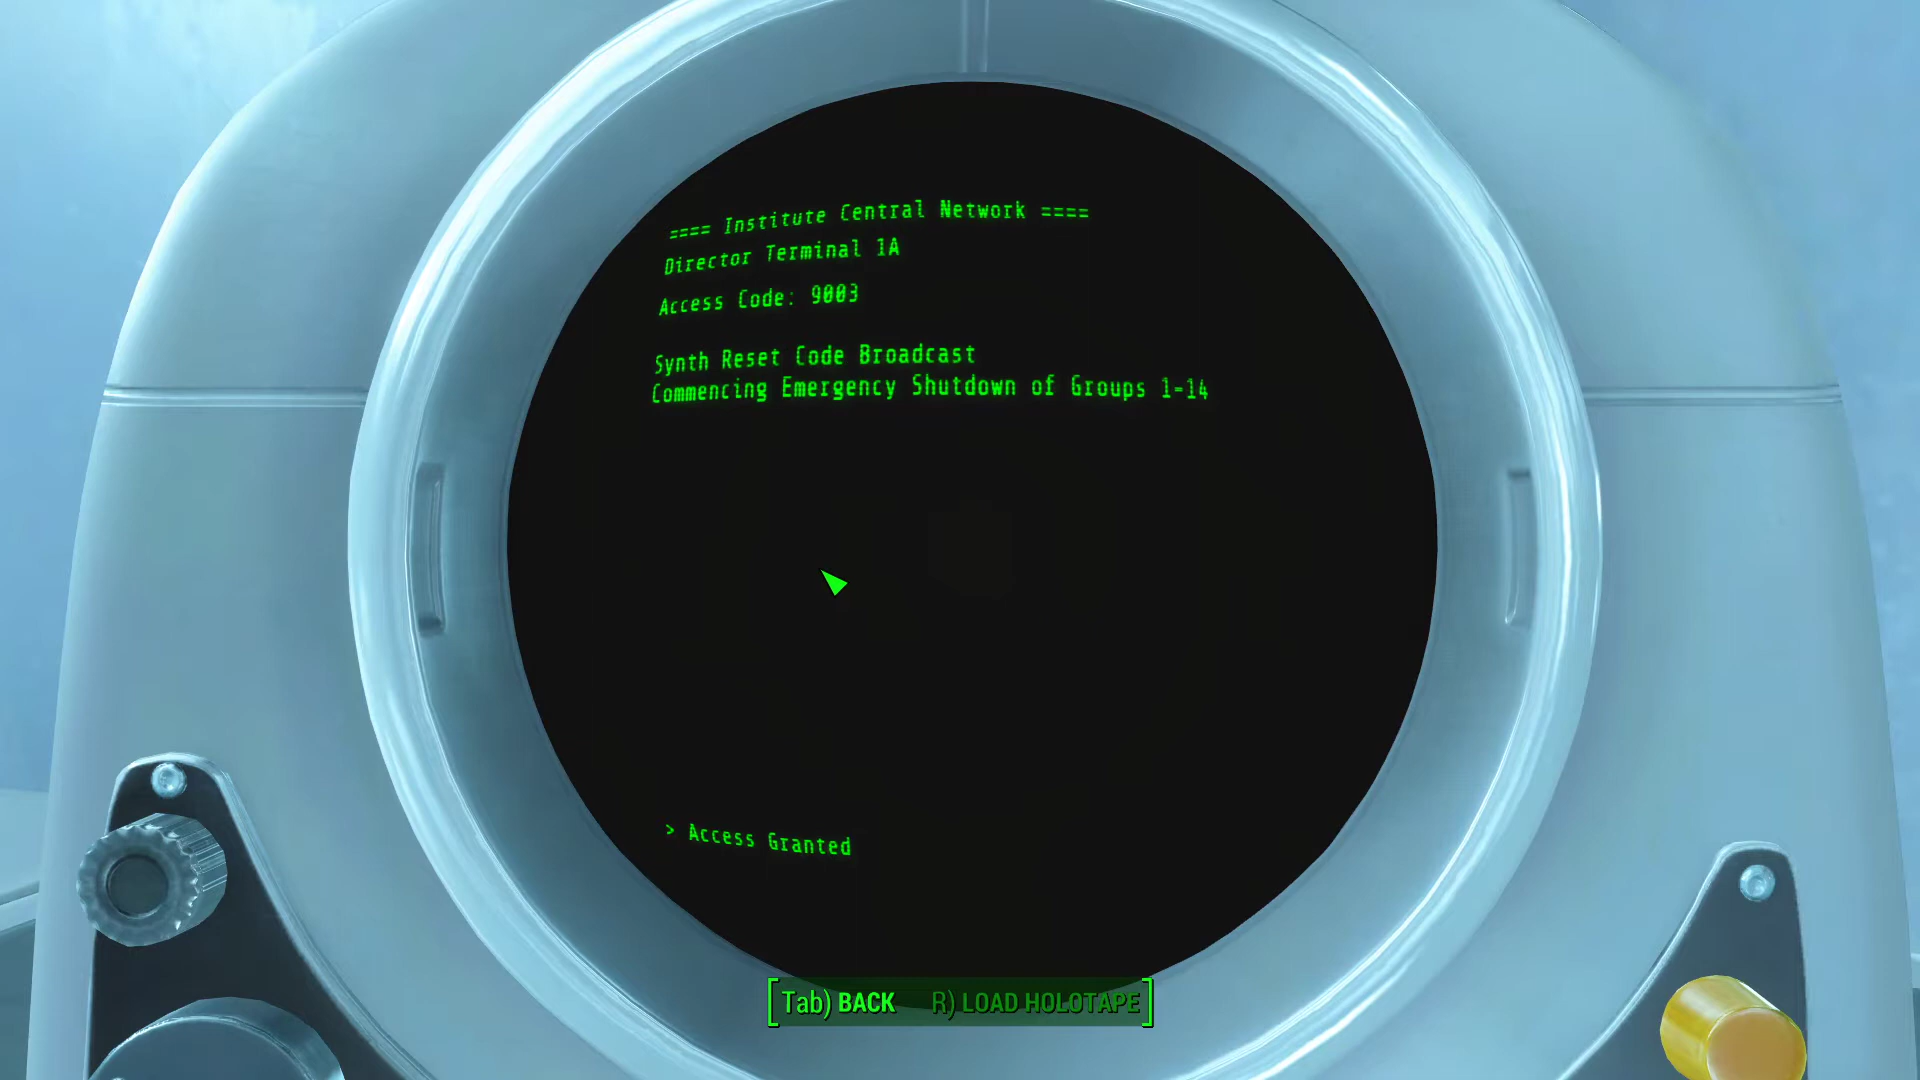 ==== Institute Central Network ====
Director Terminal 1A
Access Code: 9003
Synth Reset Code Broadcast
Commencing Emergency Shutdown of Groups 1-14
> Access Granted
[Tab) BACK R) LOAD HOLOTAPE]